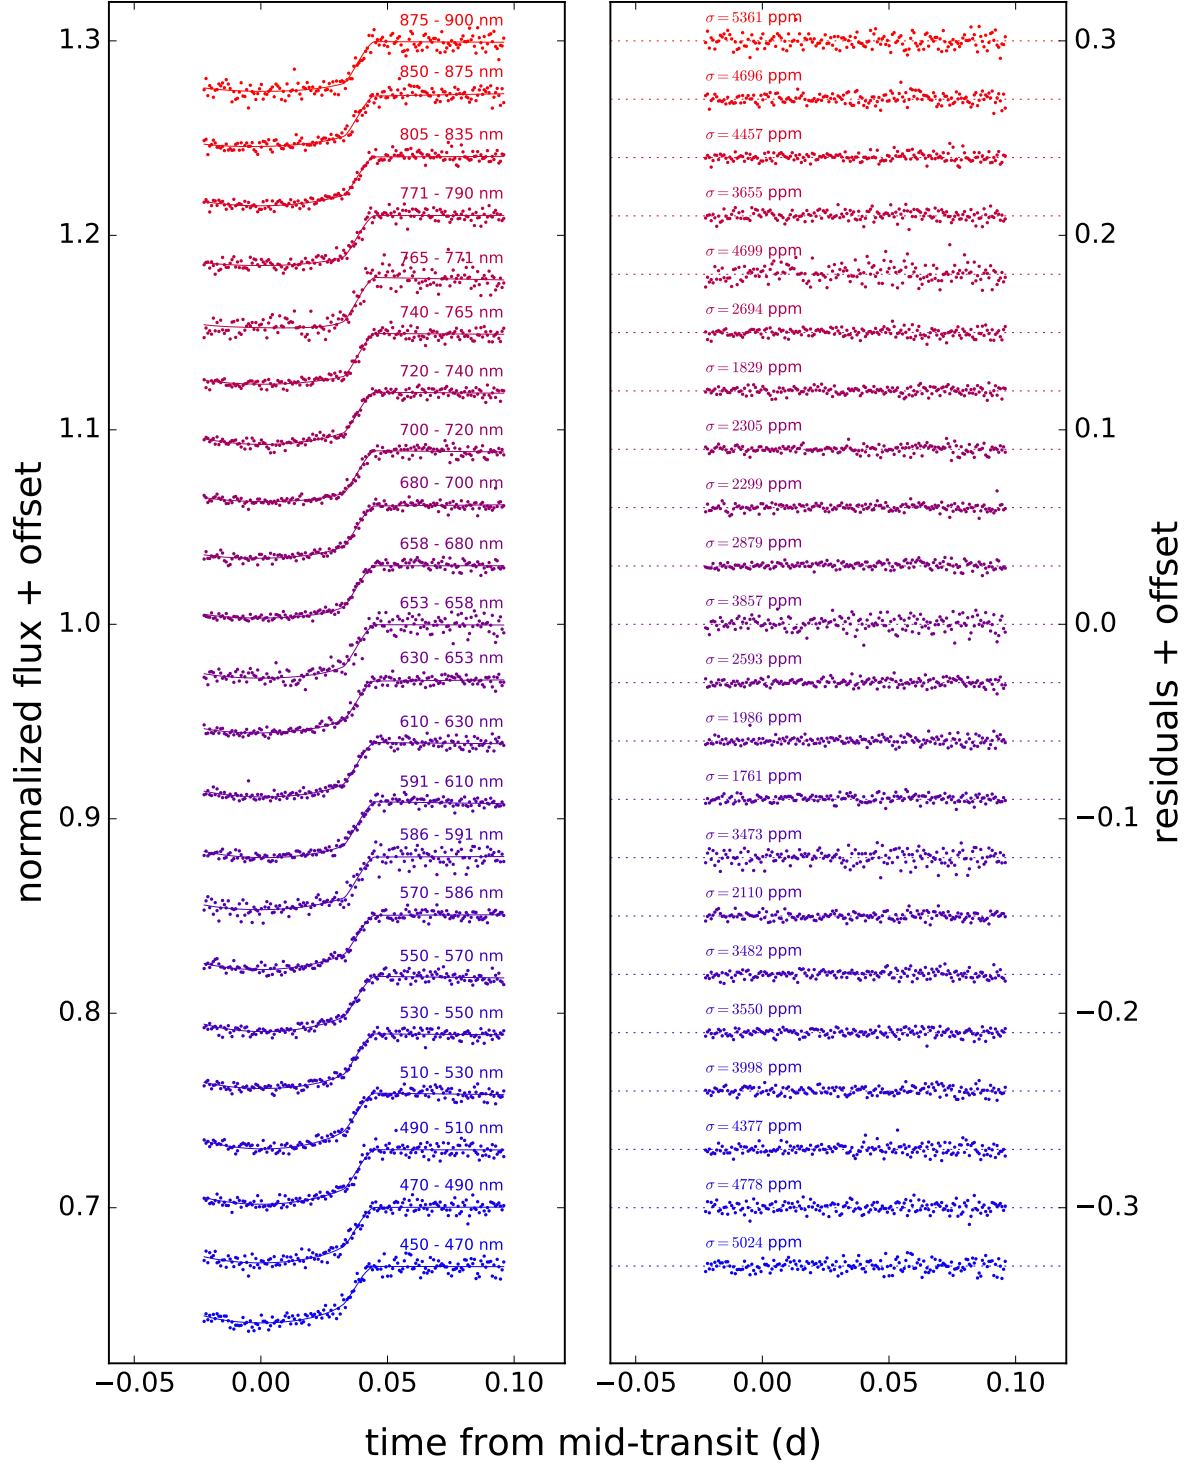 875 - 900 nm
850 - 875 nm
805 - 835 nm
771 - 790 nm
765 - 771 nm
740 - 765 nm
720 - 740 nm
700 - 720 nm
680 - 700 nm
658 - 680 nm
653 - 658 nm
630 - 653 nm
610 - 630 nm
591 - 610 nm
586 - 591 nm
570 - 586 nm
550 - 570 nm
530 - 550 nm
510 - 530 nm
490 - 510 nm
470 - 490 nm
450 - 470 nm
1.3
1.2
1.1
1.0
0.9
0.8
0.7
normalized flux + offset
−0.05 0.00 0.05 0.10
σ = 5361 ppm
σ = 4696 ppm
σ = 4457 ppm
σ = 3655 ppm
σ = 4699 ppm
σ = 2694 ppm
σ = 1829 ppm
σ = 2305 ppm
σ = 2299 ppm
σ = 2879 ppm
σ = 3857 ppm
σ = 2593 ppm
σ = 1986 ppm
σ = 1761 ppm
σ = 3473 ppm
σ = 2110 ppm
σ = 3482 ppm
σ = 3550 ppm
σ = 3998 ppm
σ = 4377 ppm
σ = 4778 ppm
σ = 5024 ppm
0.3
0.2
0.1
0.0
−0.1
−0.2
−0.3
residuals + offset
−0.05 0.00 0.05 0.10
time from mid-transit (d)